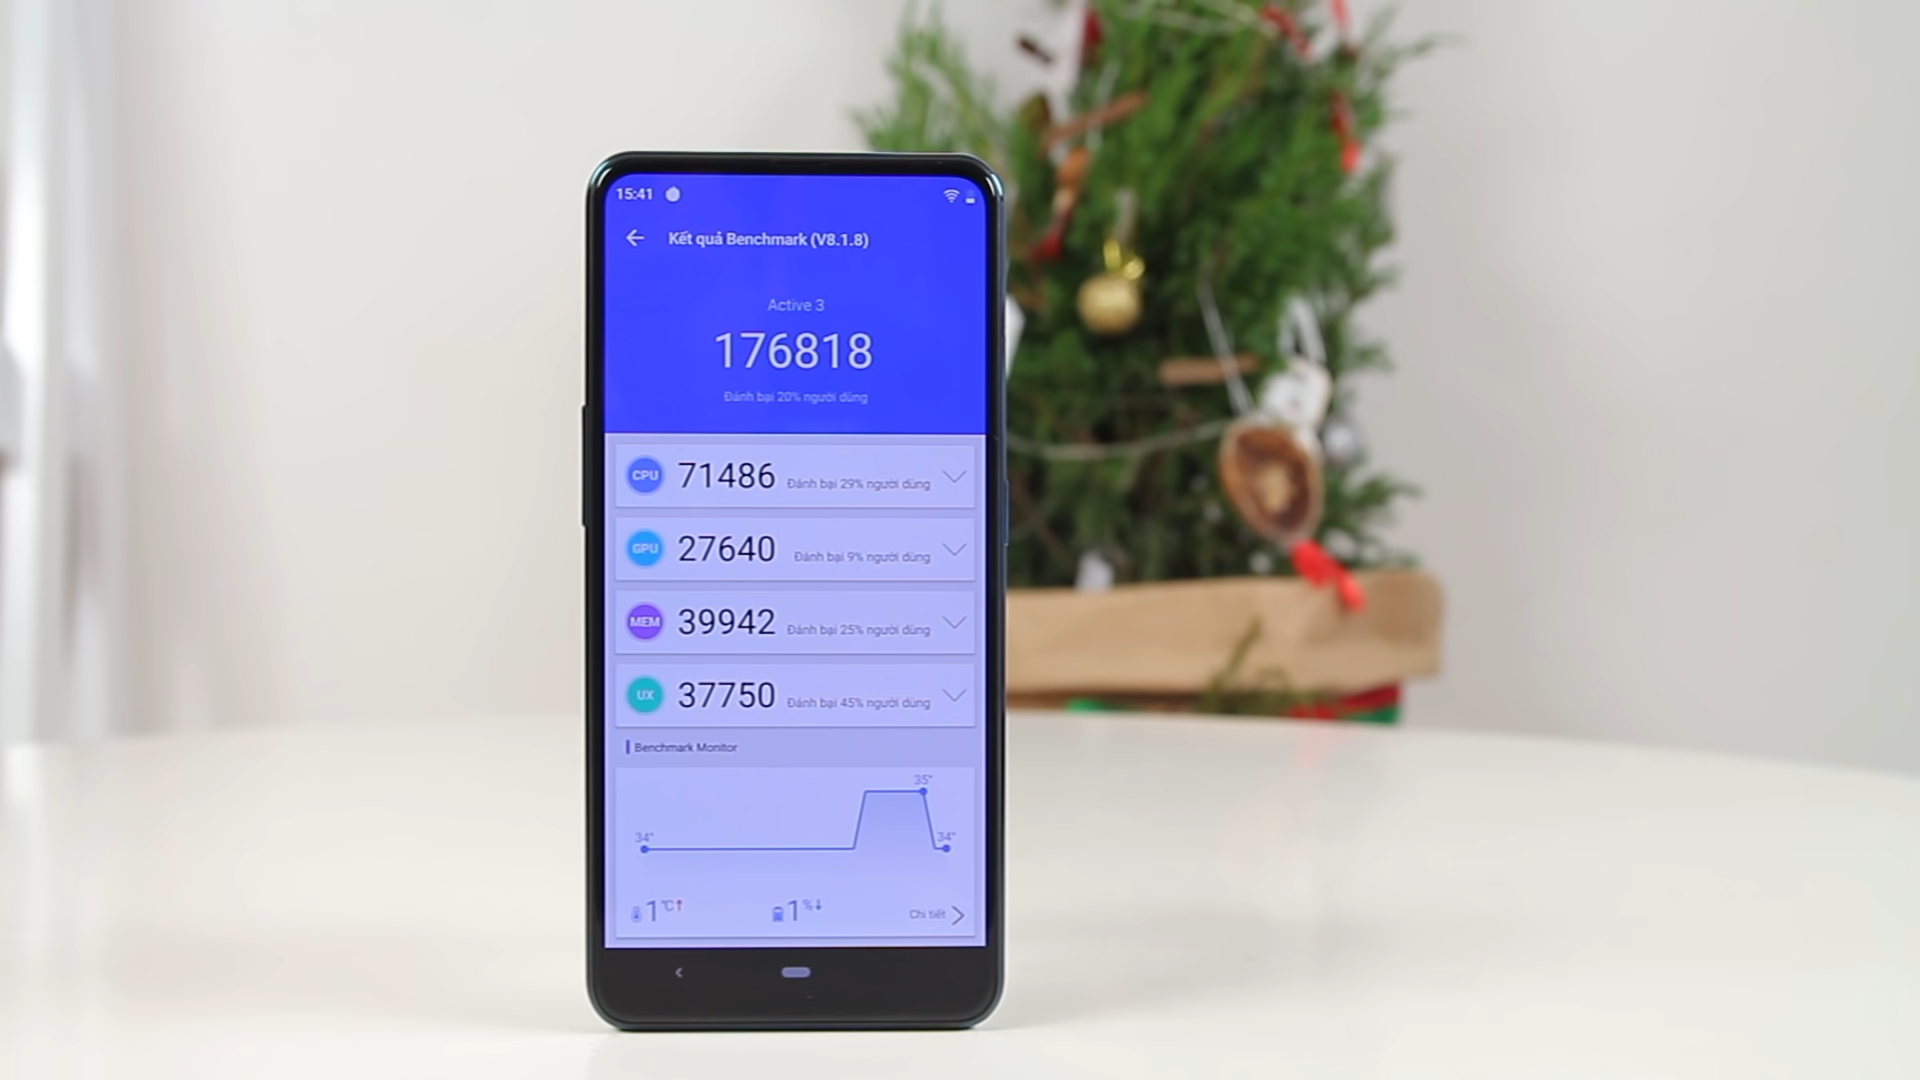 15:41
Kết quả Benchmark (V8.1.8)
Active 3
176818
Đánh bại 20% người dùng
CPU 71486 Đánh bại 29% người dùng
GPU 27640 Đánh bại 9% người dùng
MEM 39942 Đánh bại 25% người dùng
UX 37750 Đánh bại 45% người dùng
Benchmark Monitor
35°
34° 34°
1°C↑ 1%↓ Chi tiết